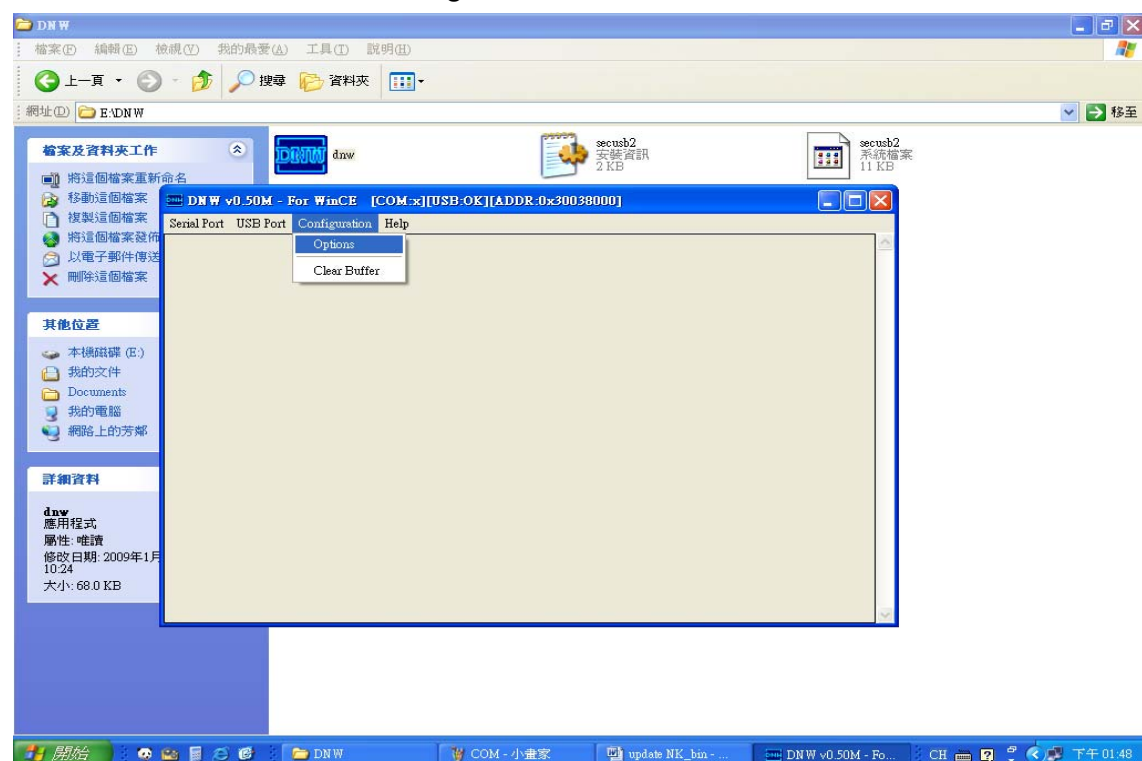 DNW
檔案(F) 編輯(E) 檢視(V) 我的最愛(A) 工具(T) 說明(H)
上一頁 搜尋 資料夾
網址(D) E:\DNW 移至
檔案及資料夾工作
將這個檔案重新命名
移動這個檔案
複製這個檔案
將這個檔案發佈
以電子郵件傳送
刪除這個檔案
其他位置
本機磁碟 (E:)
我的文件
Documents
我的電腦
網路上的芳鄰
詳細資料
dnw
應用程式
屬性: 唯讀
修改日期: 2009年1月
10:24
大小: 68.0 KB
DNW dnw
secusb2
安裝資訊
2 KB
secusb2
系統檔案
11 KB
DNW v0.50M - For WinCE [COM:x][USB:OK][ADDR:0x30038000]
Serial Port USB Port Configuration Help
Options
Clear Buffer
開始 DNW COM - 小畫家 update NK_bin - ... DNW v0.50M - Fo... CH 下午 01:48